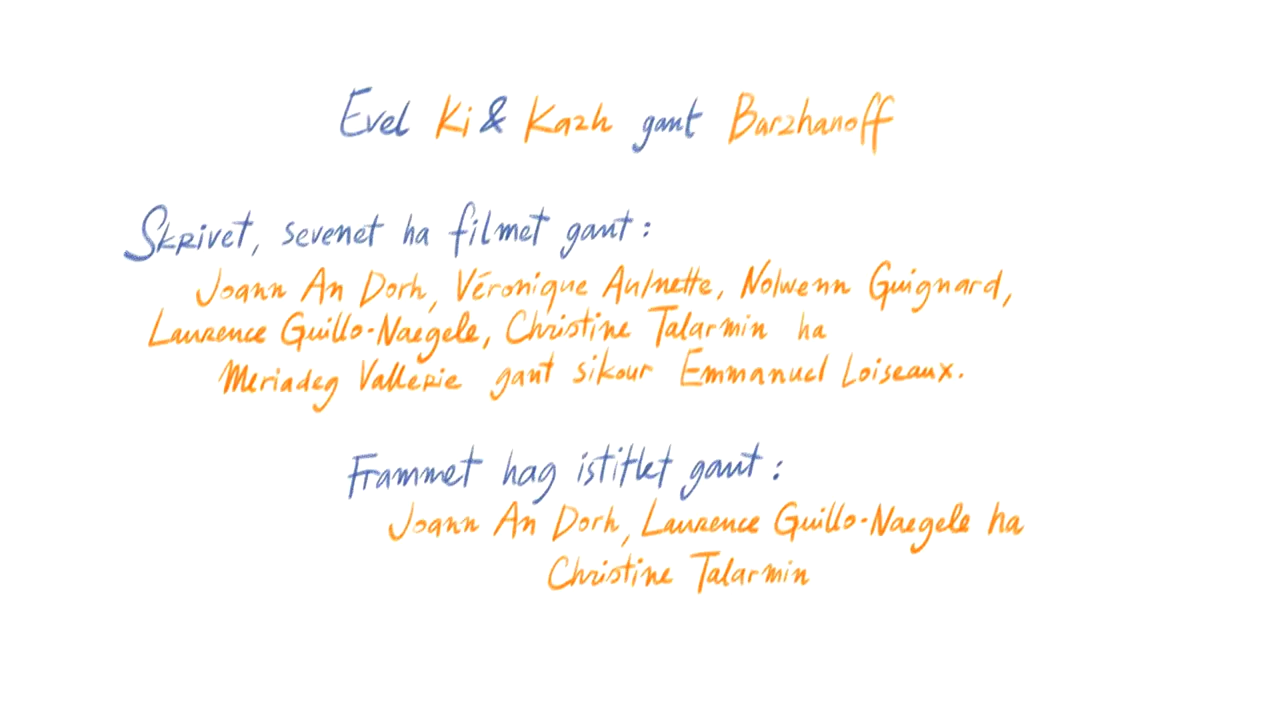 Evel Ki & Kazh gant Barzhanoff
Skrivet, sevenet ha filmet gant :
Joann An Dorh, Véronique Aulnette, Nolwenn Guignard,
Laurence Guillo-Naegele, Christine Talarmin ha
Meriadeg Vallerie gant sikour Emmanuel Loiseaux.
Frammet hag istitlet gant :
Joann An Dorh, Laurence Guillo-Naegele ha
Christine Talarmin